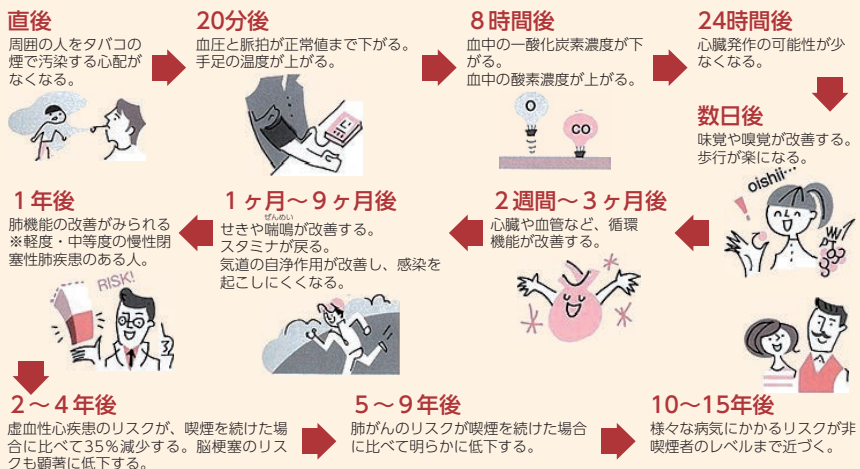 直後
周囲の人をタバコの
煙で汚染する心配が
なくなる。
20分後
血圧と脈拍が正常値まで下がる。
手足の温度が上がる。
8時間後
血中の一酸化炭素濃度が下
がる。
血中の酸素濃度が上がる。
O
CO
24時間後
心臓発作の可能性が少
なくなる。
数日後
味覚や嗅覚が改善する。
歩行が楽になる。
oishii…
2週間～3ヶ月後
心臓や血管など、循環
機能が改善する。
1ヶ月～9ヶ月後
ぜんめい
せきや喘鳴が改善する。
スタミナが戻る。
気道の自浄作用が改善し、感染を
起こしにくくなる。
1年後
肺機能の改善がみられる
※軽度・中等度の慢性閉
塞性肺疾患のある人。
RISK!
2～4年後
虚血性心疾患のリスクが、喫煙を続けた場
合に比べて35％減少する。脳梗塞のリス
クも顕著に低下する。
5～9年後
肺がんのリスクが喫煙を続けた場合
に比べて明らかに低下する。
10～15年後
様々な病気にかかるリスクが非
喫煙者のレベルまで近づく。